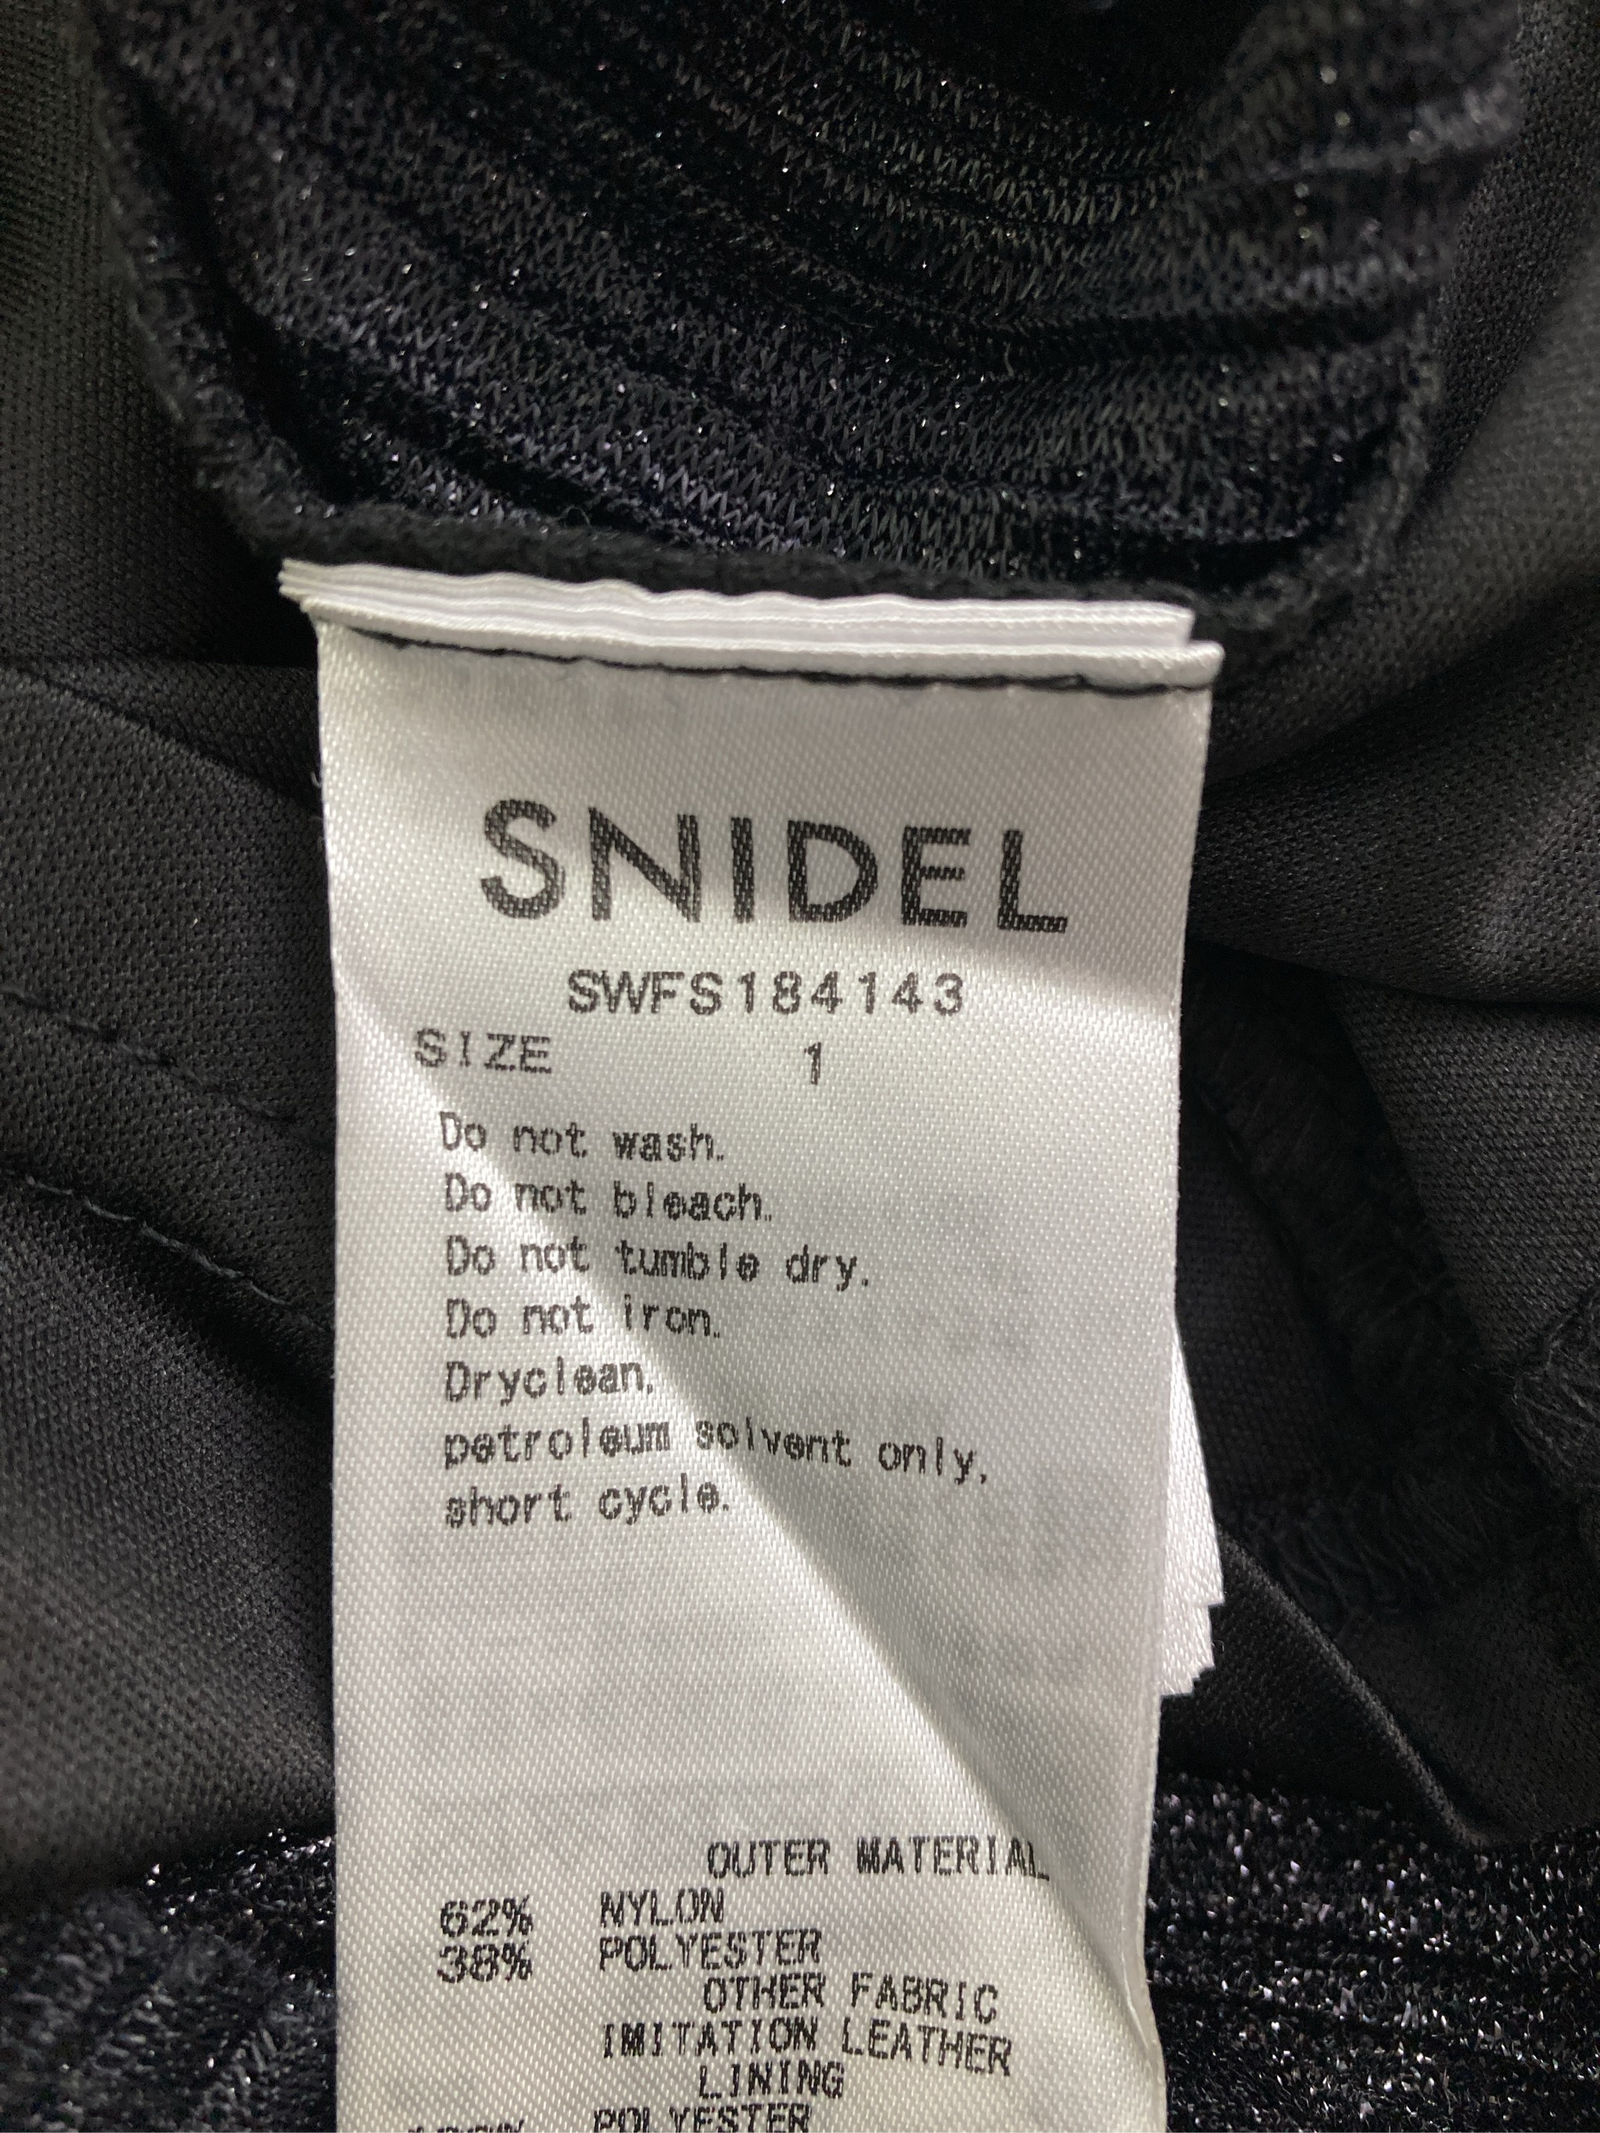 SNIDEL
SWFS184143
SIZE 1
Do not wash.
Do not bleach.
Do not tumble dry.
Do not iron.
Dryclean,
petroleum solvent only,
short cycle.
OUTER MATERIAL
62% NYLON
38% POLYESTER
OTHER FABRIC
IMITATION LEATHER
LINING
POLYESTER